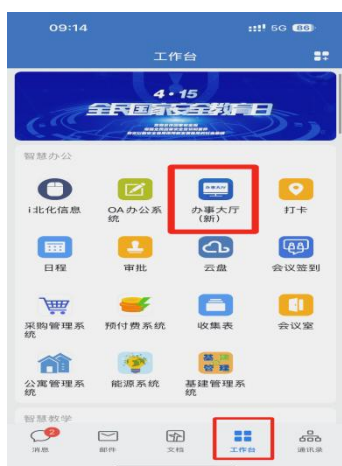 09:14
5G 86
工作台
4·15
全民国家安全教育日
智慧办公
i北化信息
OA办公系统
办事大厅
办事大厅(新)
打卡
日程
审批
云盘
会议签到
采购管理系统
预付费系统
收集表
会议室
公寓管理系统
能源系统
基建
管理
基建管理系统
智慧教学
2
消息
邮件
文档
工作台
通讯录